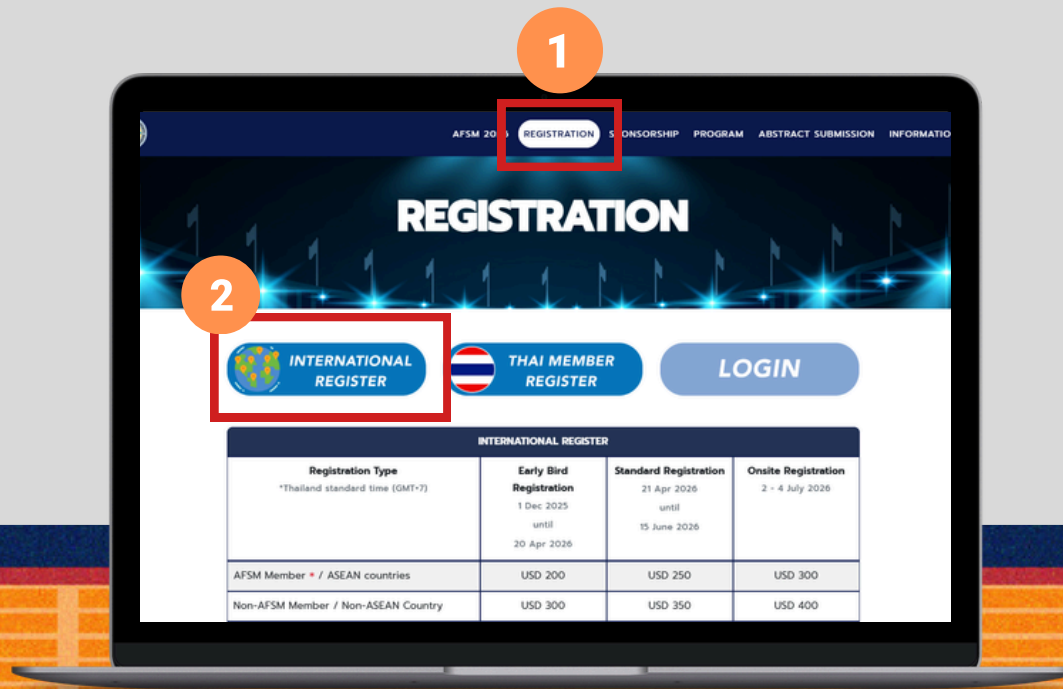 1
AFSM 2026 REGISTRATION SPONSORSHIP PROGRAM ABSTRACT SUBMISSION INFORMATIO
REGISTRATION
2
INTERNATIONAL
REGISTER
THAI MEMBER
REGISTER
LOGIN
INTERNATIONAL REGISTER
Registration Type
*Thailand standard time (GMT+7)
Early Bird
Registration
1 Dec 2025
until
20 Apr 2026
Standard Registration
21 Apr 2026
until
15 June 2026
Onsite Registration
2 - 4 July 2026
AFSM Member * / ASEAN countries USD 200 USD 250 USD 300
Non-AFSM Member / Non-ASEAN Country USD 300 USD 350 USD 400